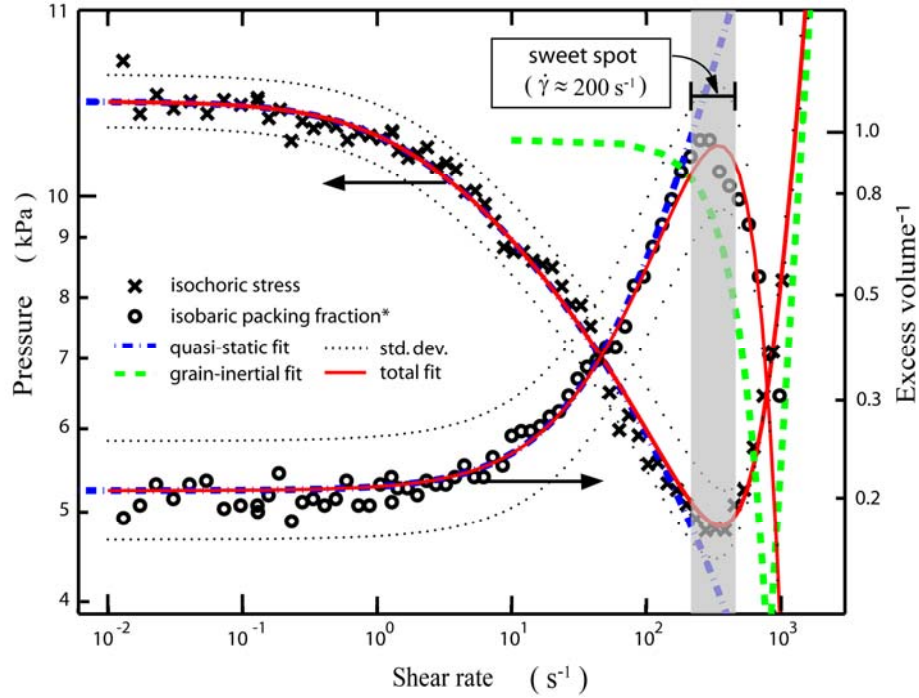 11
10
9
8
7
6
5
4
Pressure ( kPa )
sweet spot
( γ̇ ≈ 200 s⁻¹ )
isochoric stress
isobaric packing fraction*
quasi-static fit
std. dev.
grain-inertial fit
total fit
1.0
0.8
0.5
0.3
0.2
Excess volume⁻¹
10⁻²
10⁻¹
10⁰
10¹
10²
10³
Shear rate ( s⁻¹ )